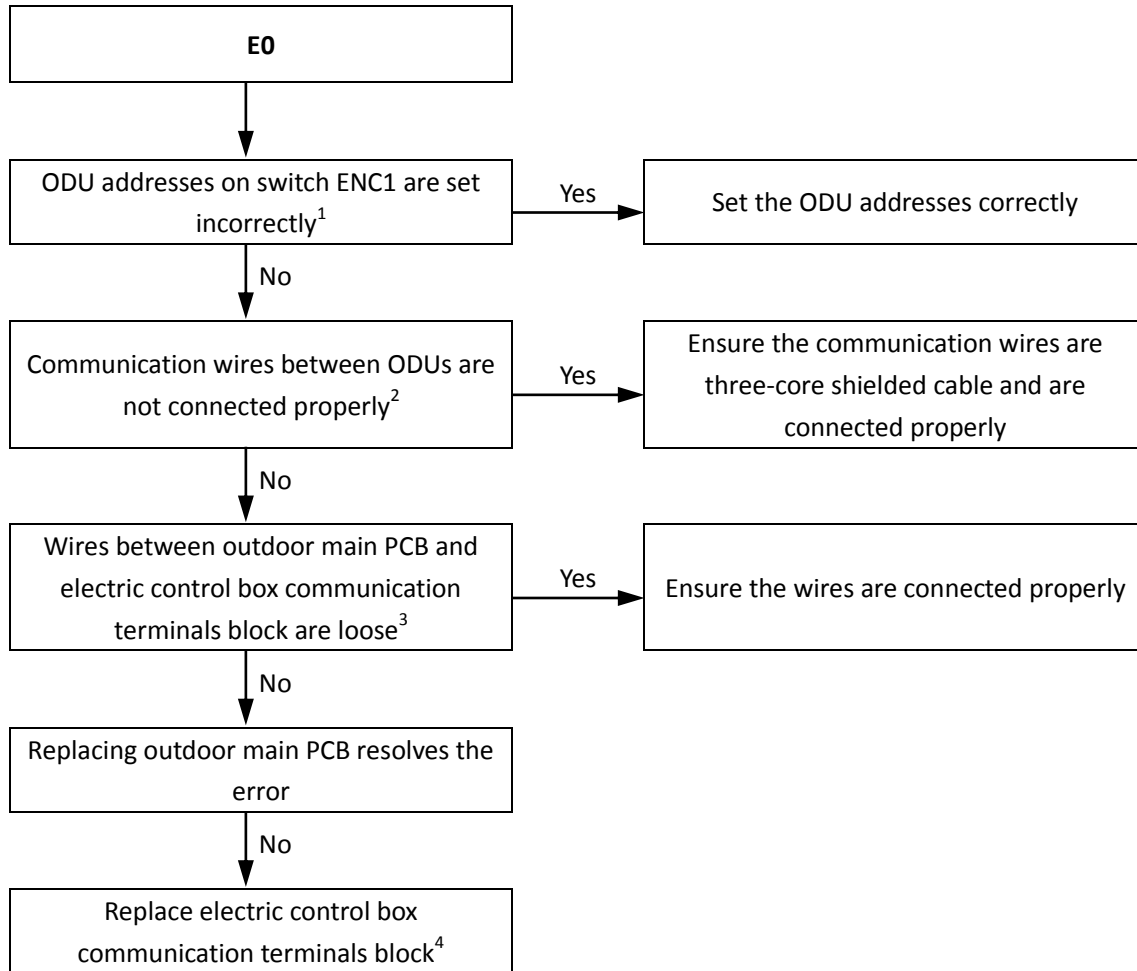 E0
ODU addresses on switch ENC1 are set
incorrectly1
Yes
Set the ODU addresses correctly
No
Communication wires between ODUs are
not connected properly2
Yes
Ensure the communication wires are
three-core shielded cable and are
connected properly
No
Wires between outdoor main PCB and
electric control box communication
terminals block are loose3
Yes
Ensure the wires are connected properly
No
Replacing outdoor main PCB resolves the
error
No
Replace electric control box
communication terminals block4